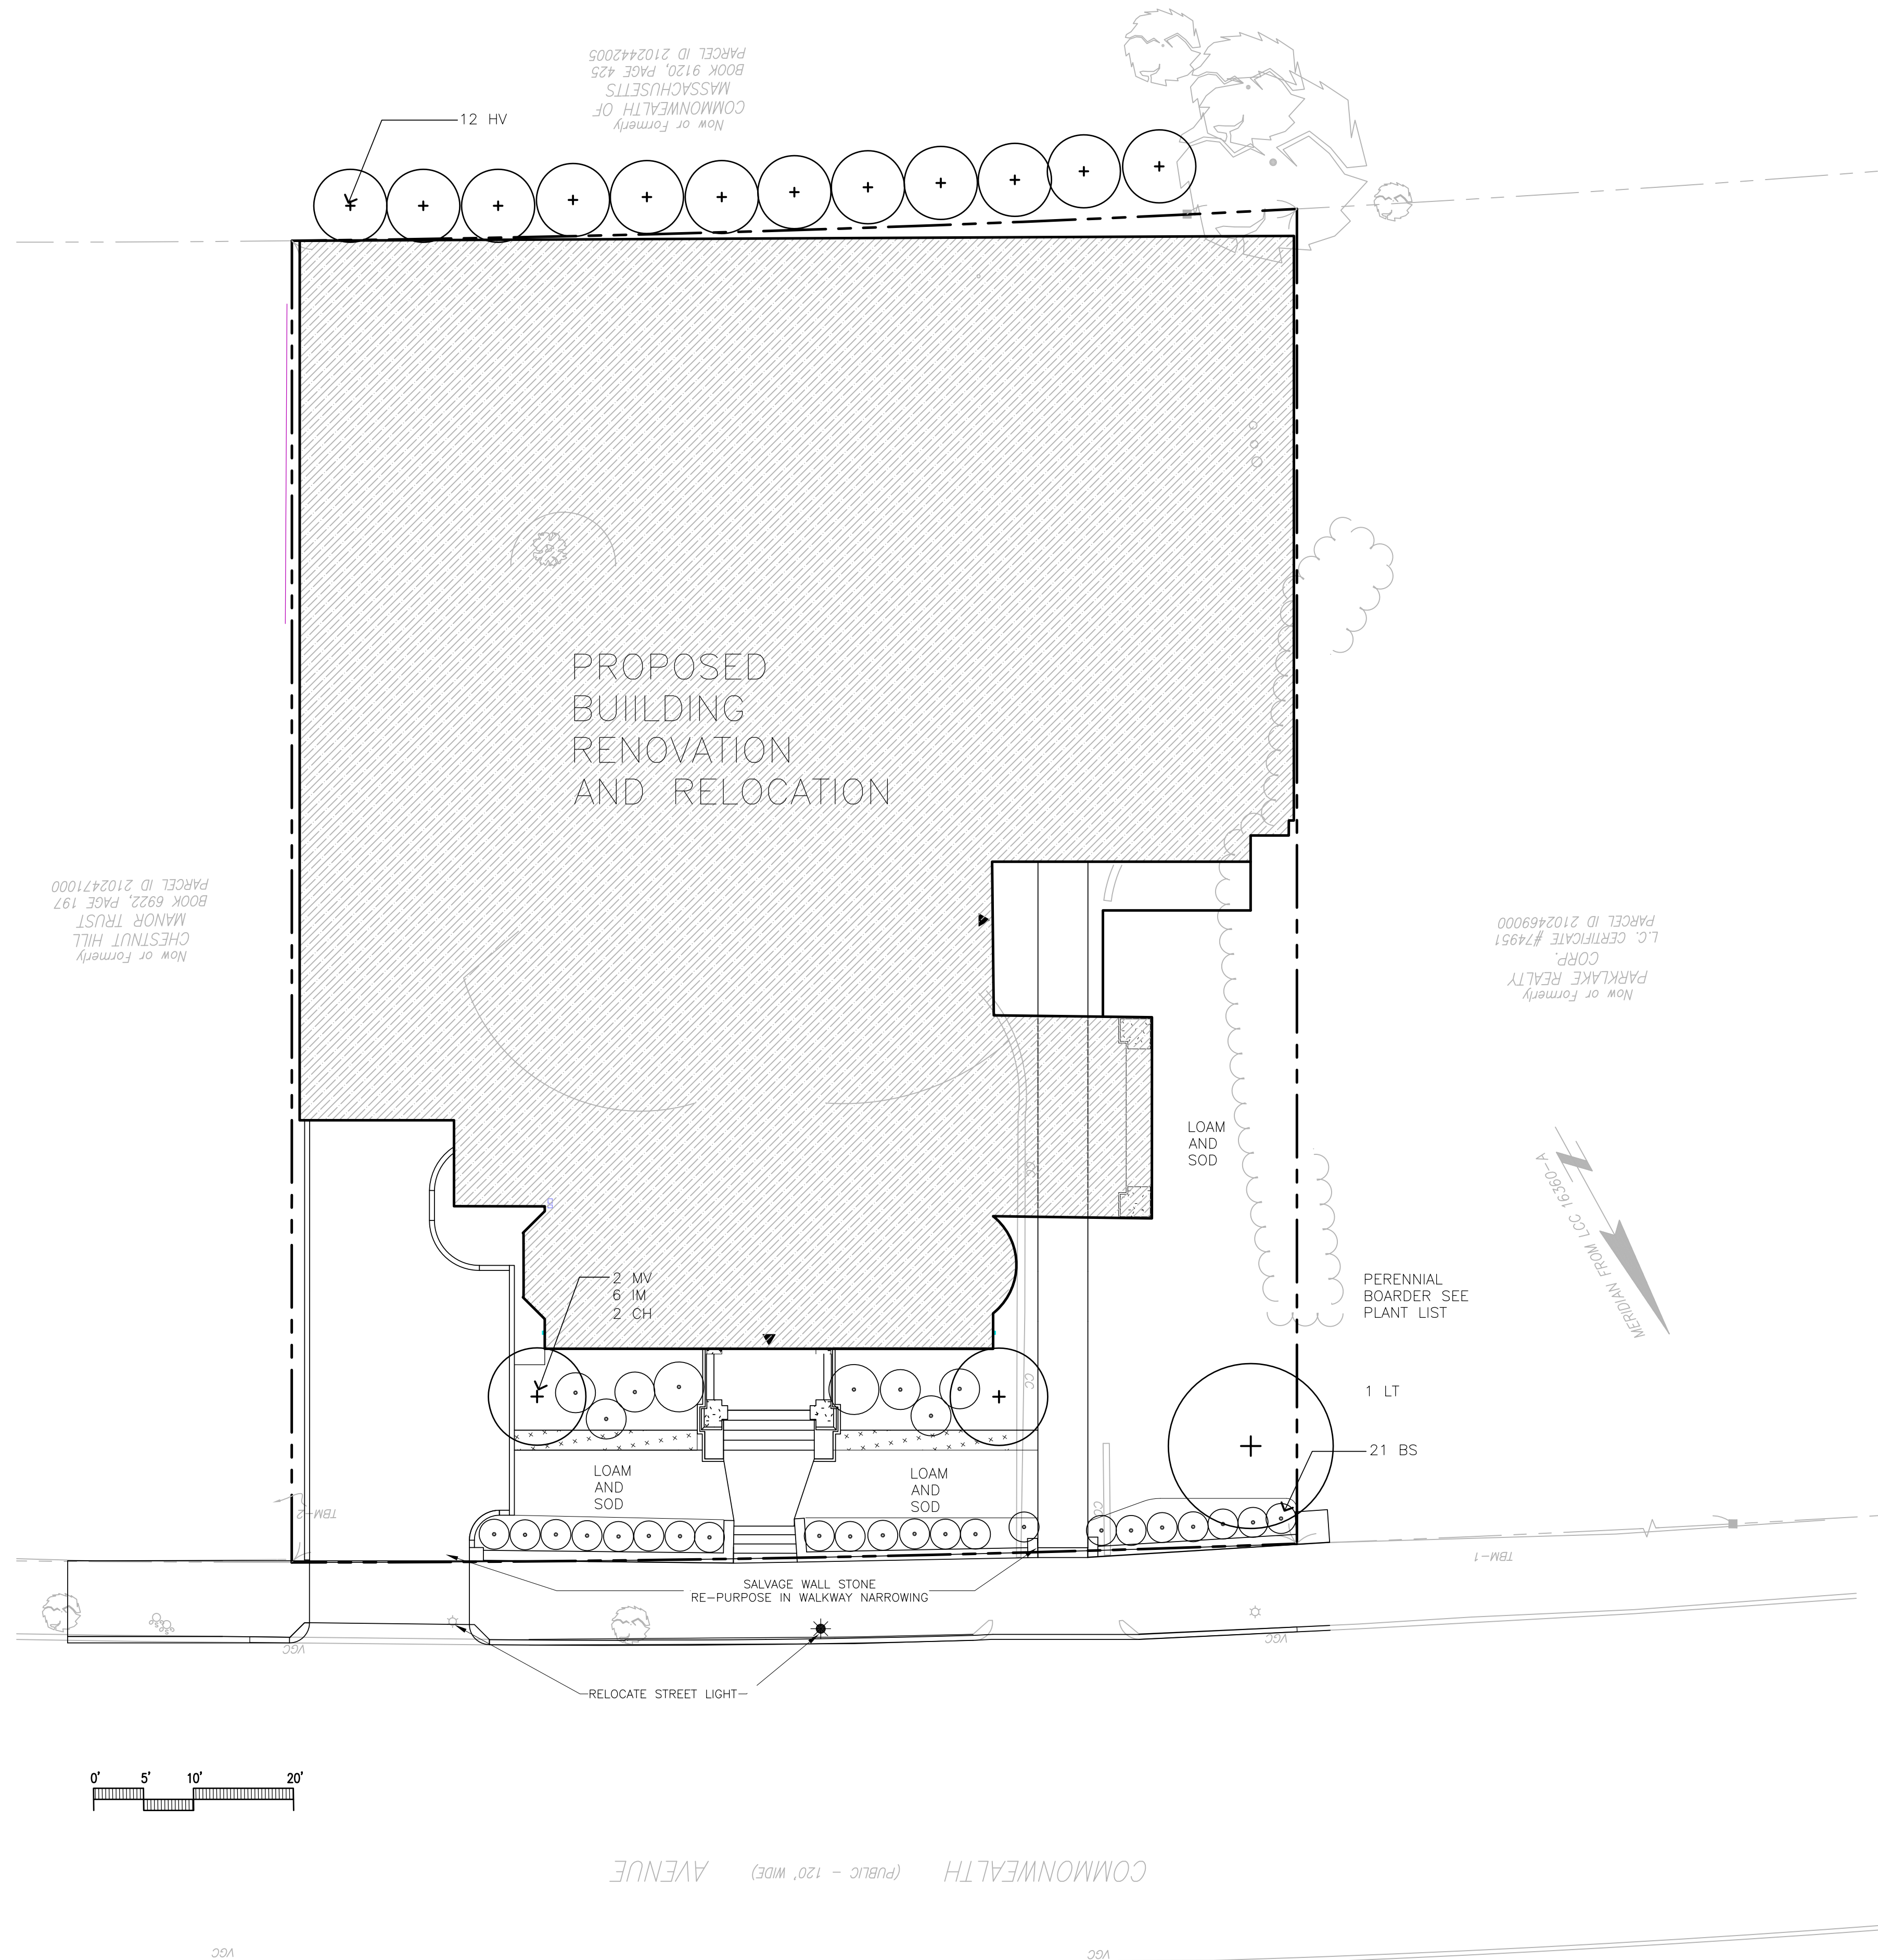 PARCEL ID 2102442005
BOOK 9120, PAGE 425
MASSACHUSETTS
COMMONWEALTH OF
Now or Formerly
12 HV
PROPOSED
BUIILDING
RENOVATION
AND RELOCATION
PARCEL ID 2102471000
BOOK 6922, PAGE 197
MANOR TRUST
CHESTNUT HILL
Now or Formerly
PARCEL ID 2102469000
L.C. CERTIFICATE #74951
CORP.
PARKLAKE REALTY
Now or Formerly
LOAM
AND
SOD
CC
MERIDIAN FROM LCC 16360-A
2 MV
6 IM
2 CH
PERENNIAL
BOARDER SEE
PLANT LIST
CC
1 LT
21 BS
LOAM
AND
SOD
LOAM
AND
SOD
CC
TBM-2
TBM-1
SALVAGE WALL STONE
RE-PURPOSE IN WALKWAY NARROWING
VGC
VGC
RELOCATE STREET LIGHT
0' 5' 10' 20'
COMMONWEALTH (PUBLIC - 120' WIDE) AVENUE
VGC
VGC